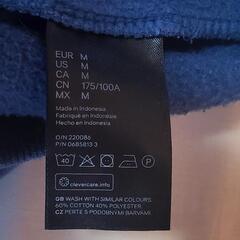 EUR M
US M
CA M
CN 175/100A
MX M
Made in Indonesia
Fabriqué en Indonésie
Hecho en Indonesia
O/N: 220086
P/N 0685813 3
40 P
clevercare.info
GB WASH WITH SIMILAR COLOURS
60% COTTON 40% POLYESTER
CZ PERTE S PODOBNÝMI BARVAMI